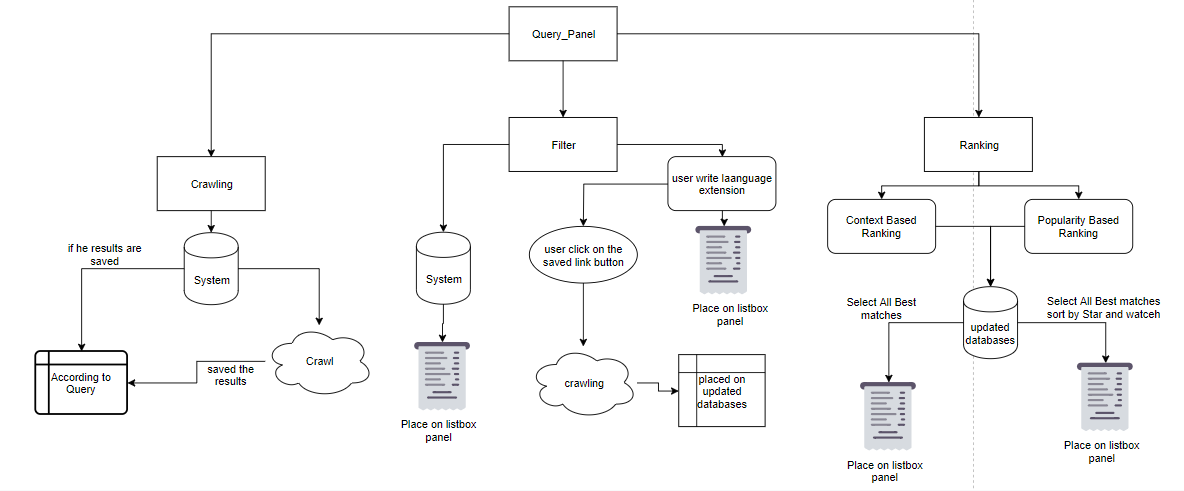 Query_Panel
Filter
Ranking
Crawling
user write laanguage
extension
Context Based
Ranking
Popularity Based
Ranking
if he results are
saved
System
System
user click on the
saved link button
Place on listbox
panel
Select All Best
matches
updated
databases
Select All Best matches
sort by Star and watceh
Crawl
saved the
results
According to
Query
crawling
placed on
updated
databases
Place on listbox
panel
Place on listbox
panel
Place on listbox
panel